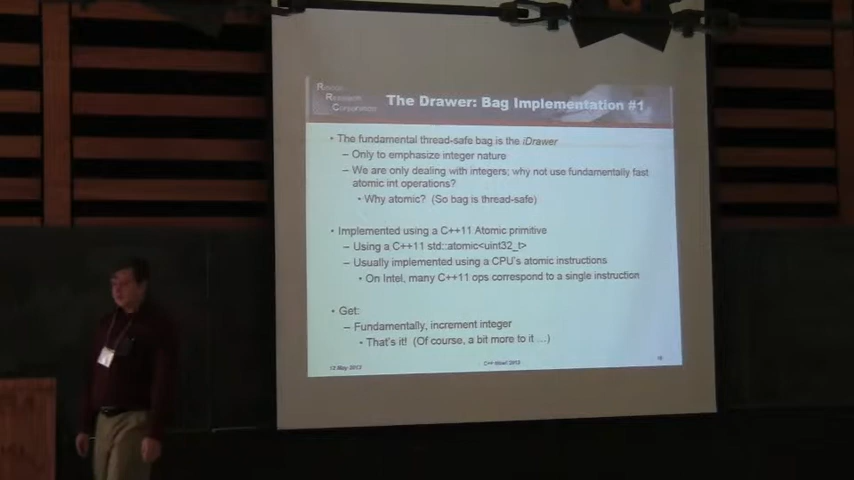 The Drawer: Bag Implementation #1
• The fundamental thread-safe bag is the iDrawer
– Only to emphasize integer nature
– We are only dealing with integers; why not use fundamentally fast
atomic int operations?
• Why atomic? (So bag is thread-safe)
• Implemented using a C++11 Atomic primitive
– Using a C++11 std::atomic<uint32_t>
– Usually implemented using a CPU's atomic instructions
• On Intel, many C++11 ops correspond to a single instruction
• Get:
– Fundamentally, increment integer
• That's it! (Of course, a bit more to it ...)